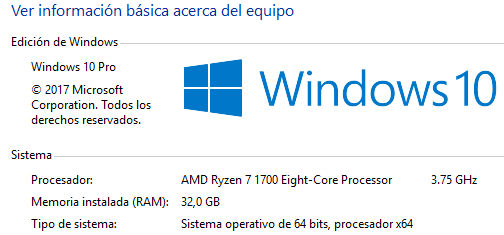 Ver información básica acerca del equipo
Edición de Windows
Windows 10 Pro
© 2017 Microsoft
Corporation. Todos los
derechos reservados.
Windows 10
Sistema
Procesador: AMD Ryzen 7 1700 Eight-Core Processor 3.75 GHz
Memoria instalada (RAM): 32,0 GB
Tipo de sistema: Sistema operativo de 64 bits, procesador x64